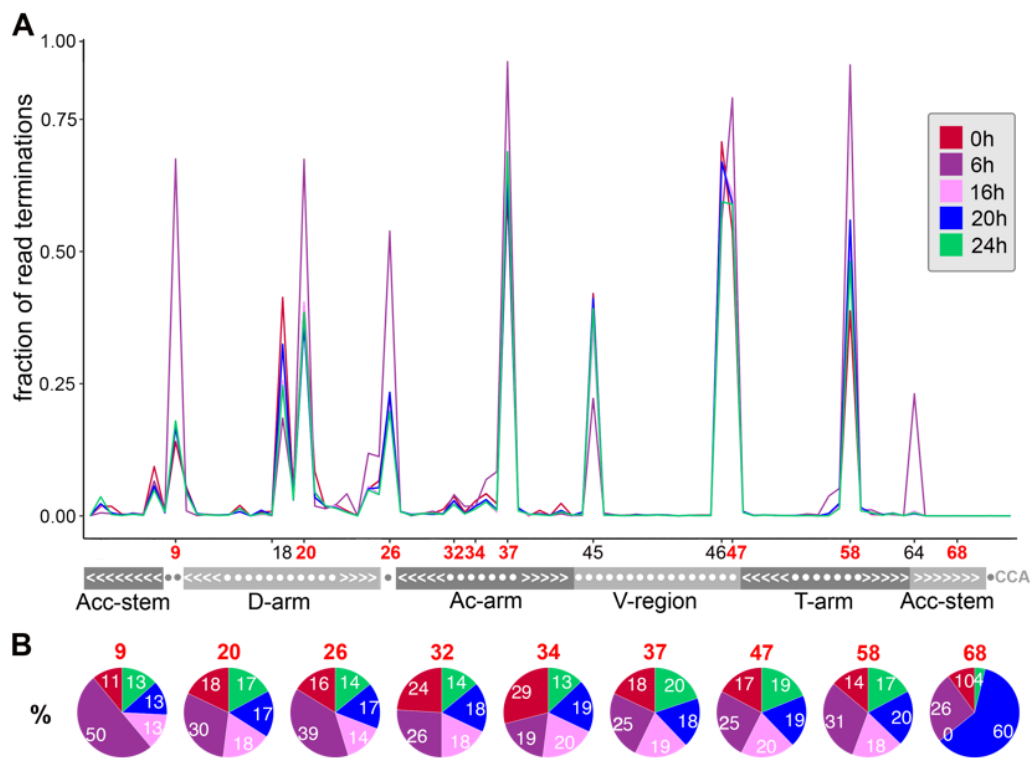 A
fraction of read terminations
1.00
0.75
0.50
0.25
0.00
0h
6h
16h
20h
24h
9 18 20 26 32 34 37 45 46 47 58 64 68
<<<<<<<< •• <<<< •••••••••• >>>> • <<<<< ••••••• >>>>> ••••••••••••••• <<<<< ••••••• >>>>> >>>>>>> •CCA
Acc-stem D-arm Ac-arm V-region T-arm Acc-stem
B
9 20 26 32 34 37 47 58 68
%
11 13 13 13 50
18 17 17 18 30
16 14 17 14 39
24 14 18 18 26
29 13 19 20 19
18 20 18 19 25
17 19 19 20 25
14 17 20 18 31
10 4 60 0 26